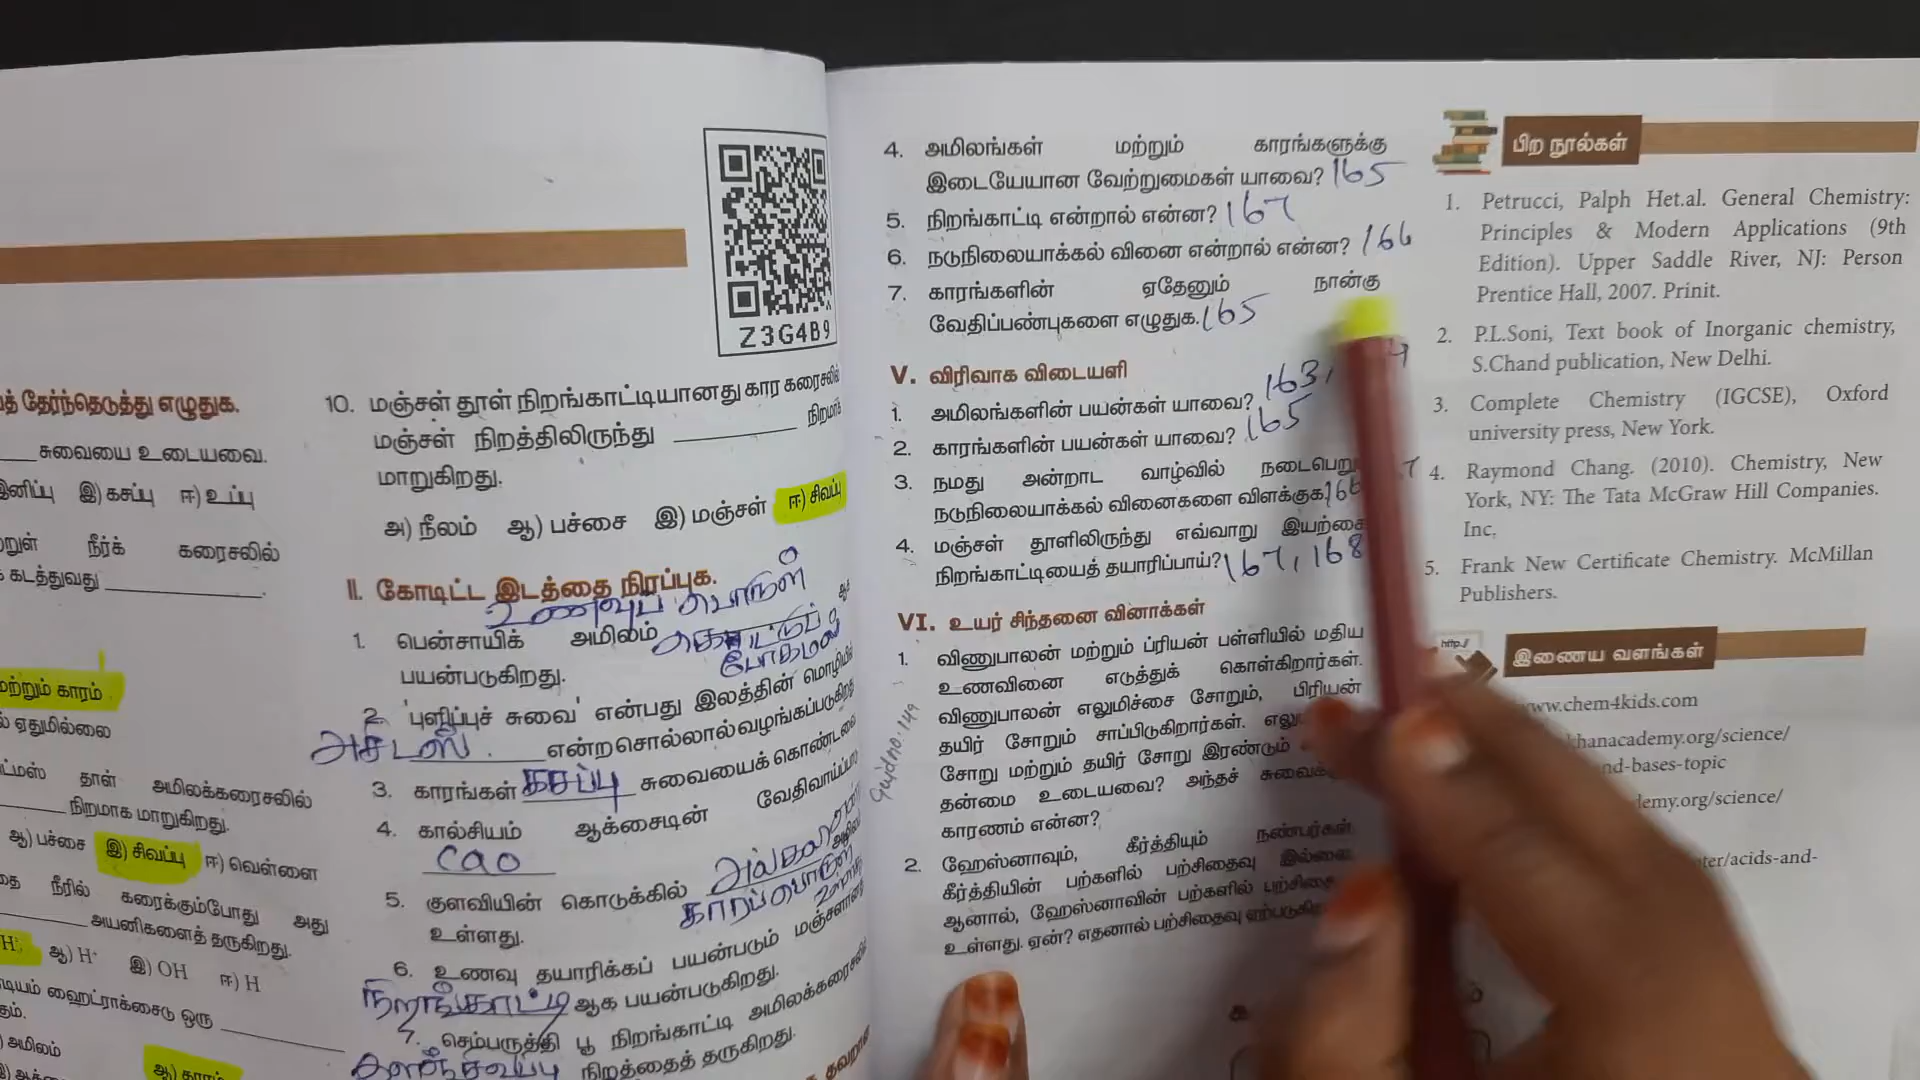 த் தேர்ந்தெடுத்து எழுதுக.
சுவையை உடையவை.
இ) கசப்பு ஈ) உப்பு
நீர்க் கரைசலில்
கடத்துவது
மற்றும் காரம்
ஏதுமில்லை
தாள் அமிலக்கரைசலில்
நிறமாக மாறுகிறது.
ஆ) பச்சை இ) சிவப்பு ஈ) வெள்ளை
நீரில் கரைக்கும்போது அது
அயனிகளைத் தருகிறது.
ஆ) H⁺ இ) OH ஈ) H
ஹைட்ராக்சைடு ஒரு
அமிலம்
ஆ) காரம்
Z3G4B9
10. மஞ்சள் தூள் நிறங்காட்டியானது கார கரைசலில்
மஞ்சள் நிறத்திலிருந்து நிறமாக
மாறுகிறது.
அ) நீலம் ஆ) பச்சை இ) மஞ்சள் ஈ) சிவப்பு
II. கோடிட்ட இடத்தை நிரப்புக.
உணவுப் பொருள்
1. பென்சாயிக் அமிலம் கெட்டுப்
போகாமல்
பயன்படுகிறது.
2. 'புளிப்புச் சுவை' என்பது இலத்தின் மொழியில்
அசிடஸ் என்ற சொல்லால் வழங்கப்படுகிறது
3. காரங்கள் கசப்பு சுவையைக் கொண்டவை
4. கால்சியம் ஆக்சைடின் வேதிவாய்ப்பா
CaO
5. குளவியின் கொடுக்கில்
காரப்பொருள்
உள்ளது.
6. உணவு தயாரிக்கப் பயன்படும் மஞ்சளான
நிறங்காட்டி ஆக பயன்படுகிறது.
7. செம்பருத்தி பூ நிறங்காட்டி அமிலக்கரைசலில்
நிறத்தைத் தருகிறது.
4. அமிலங்கள் மற்றும் காரங்களுக்கு
இடையேயான வேற்றுமைகள் யாவை? 165
5. நிறங்காட்டி என்றால் என்ன? 167
6. நடுநிலையாக்கல் வினை என்றால் என்ன? 166
7. காரங்களின் ஏதேனும் நான்கு
வேதிப்பண்புகளை எழுதுக. 165
V. விரிவாக விடையளி
1. அமிலங்களின் பயன்கள் யாவை? 163,
2. காரங்களின் பயன்கள் யாவை? 165
3. நமது அன்றாட வாழ்வில் நடைபெறு
நடுநிலையாக்கல் வினைகளை விளக்குக. 166
4. மஞ்சள் தூளிலிருந்து எவ்வாறு இயற்கை
நிறங்காட்டியைத் தயாரிப்பாய்? 167, 168
VI. உயர் சிந்தனை வினாக்கள்
1. விணுபாலன் மற்றும் ப்ரியன் பள்ளியில் மதிய
உணவினை எடுத்துக் கொள்கிறார்கள்.
விணுபாலன் எலுமிச்சை சோறும், பிரியன்
தயிர் சோறும் சாப்பிடுகிறார்கள்.
சோறு மற்றும் தயிர் சோறு இரண்டும்
தன்மை உடையவை? அந்தச்
காரணம் என்ன?
2. ஹேஸ்னாவும், கீர்த்தியும் நண்பர்கள்
கீர்த்தியின் பற்களில் பற்சிதைவு இல்லை
ஆனால், ஹேஸ்னாவின் பற்களில்
உள்ளது. ஏன்? எதனால் பற்சிதைவு
பிற நூல்கள்
1. Petrucci, Palph Het.al. General Chemistry:
Principles & Modern Applications (9th
Edition). Upper Saddle River, NJ: Person
Prentice Hall, 2007. Prinit.
2. P.L.Soni, Text book of Inorganic chemistry,
S.Chand publication, New Delhi.
3. Complete Chemistry (IGCSE), Oxford
university press, New York.
4. Raymond Chang. (2010). Chemistry, New
York, NY: The Tata McGraw Hill Companies.
Inc,
5. Frank New Certificate Chemistry. McMillan
Publishers.
http://
இணைய வளங்கள்
www.chem4kids.com
khanacademy.org/science/
nd-bases-topic
demy.org/science/
ter/acids-and-